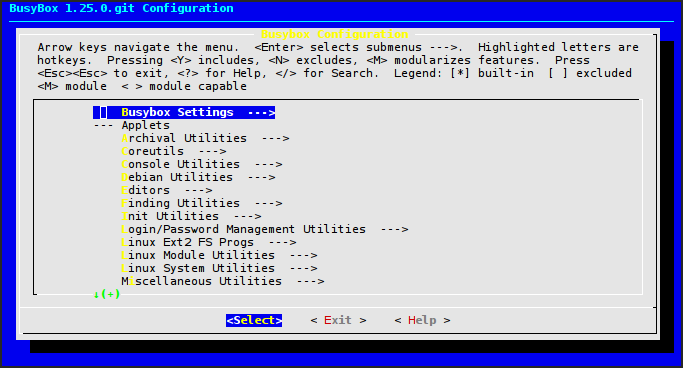 BusyBox 1.25.0.git Configuration
Busybox Configuration
Arrow keys navigate the menu.  <Enter> selects submenus --->.  Highlighted letters are
hotkeys.  Pressing <Y> includes, <N> excludes, <M> modularizes features.  Press
<Esc><Esc> to exit, <?> for Help, </> for Search.  Legend: [*] built-in  [ ] excluded
<M> module  < > module capable
Busybox Settings  --->
--- Applets
Archival Utilities  --->
Coreutils  --->
Console Utilities  --->
Debian Utilities  --->
Editors  --->
Finding Utilities  --->
Init Utilities  --->
Login/Password Management Utilities  --->
Linux Ext2 FS Progs  --->
Linux Module Utilities  --->
Linux System Utilities  --->
Miscellaneous Utilities  --->
↓(+)
<Select>    < Exit >    < Help >